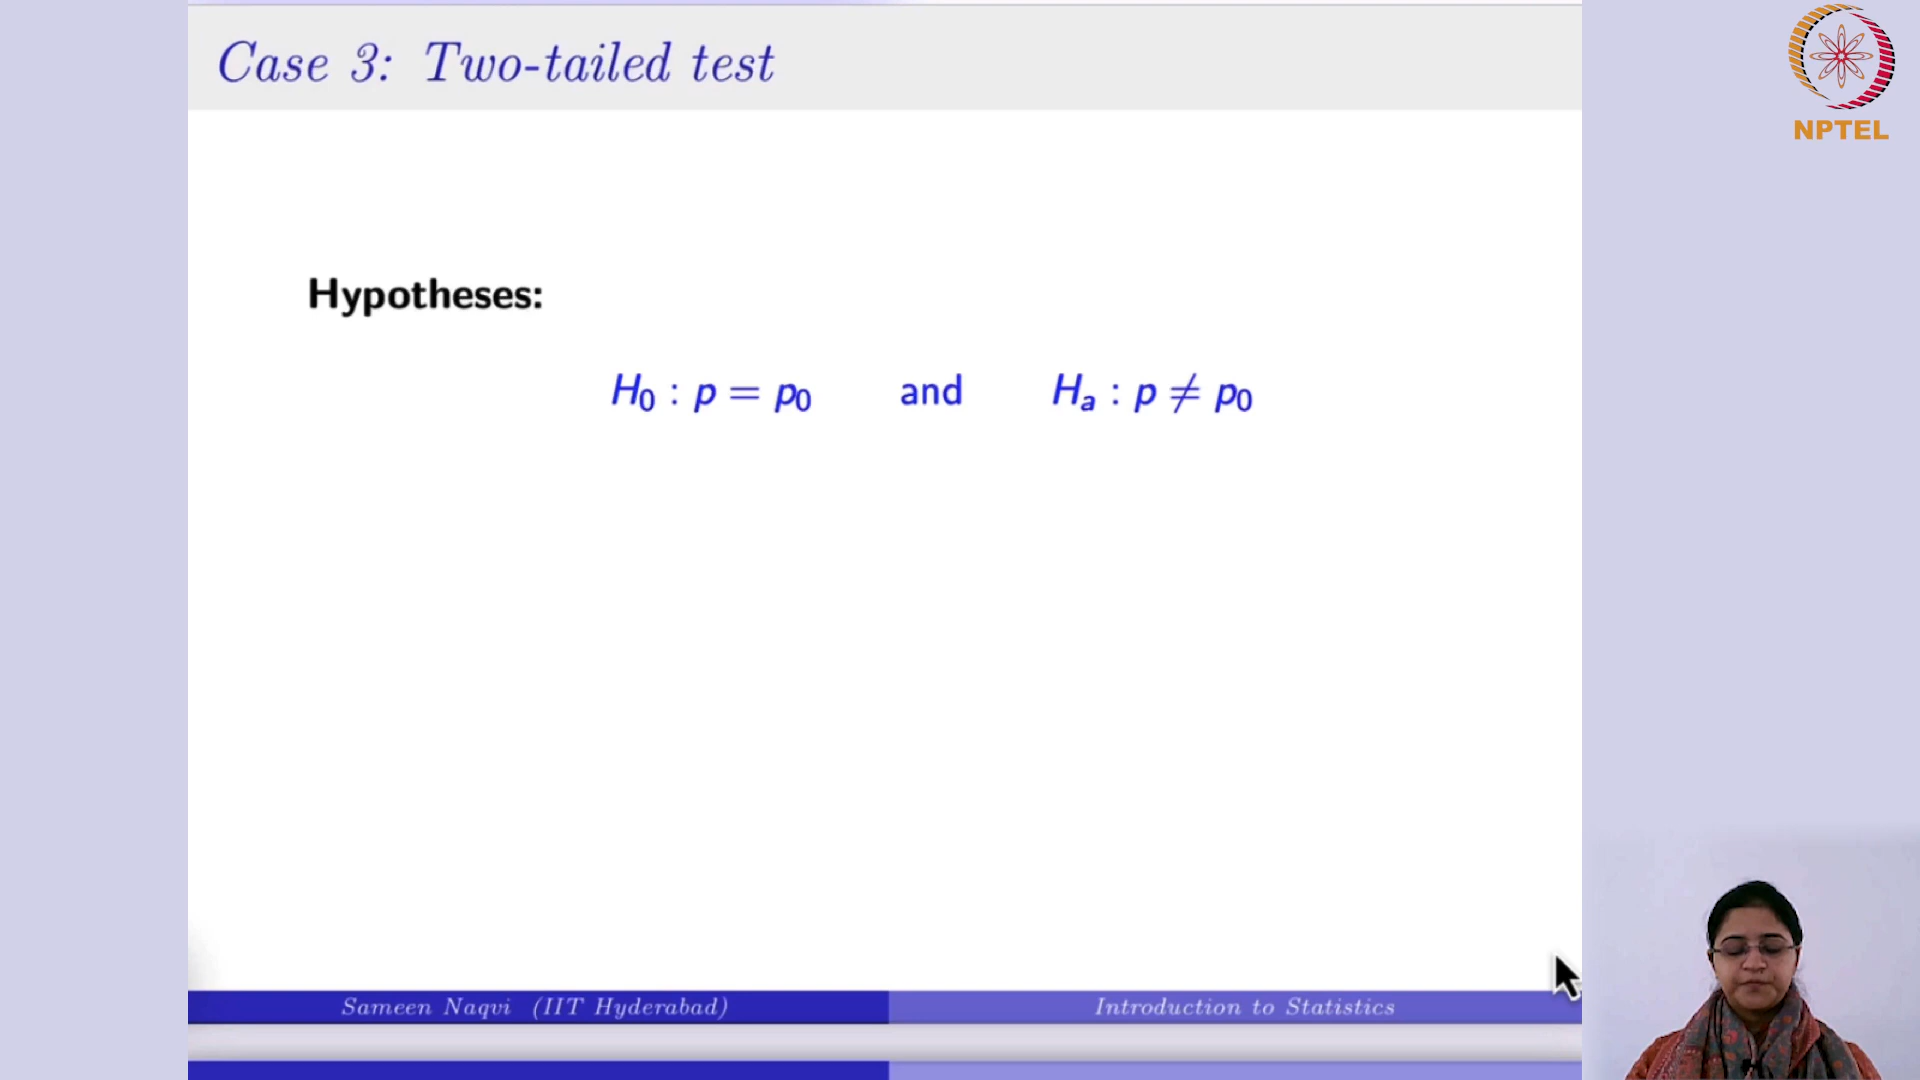 Case 3: Two-tailed test
NPTEL
Hypotheses:
H₀ : p = p₀ and Hₐ : p ≠ p₀
Sameen Naqvi (IIT Hyderabad) Introduction to Statistics